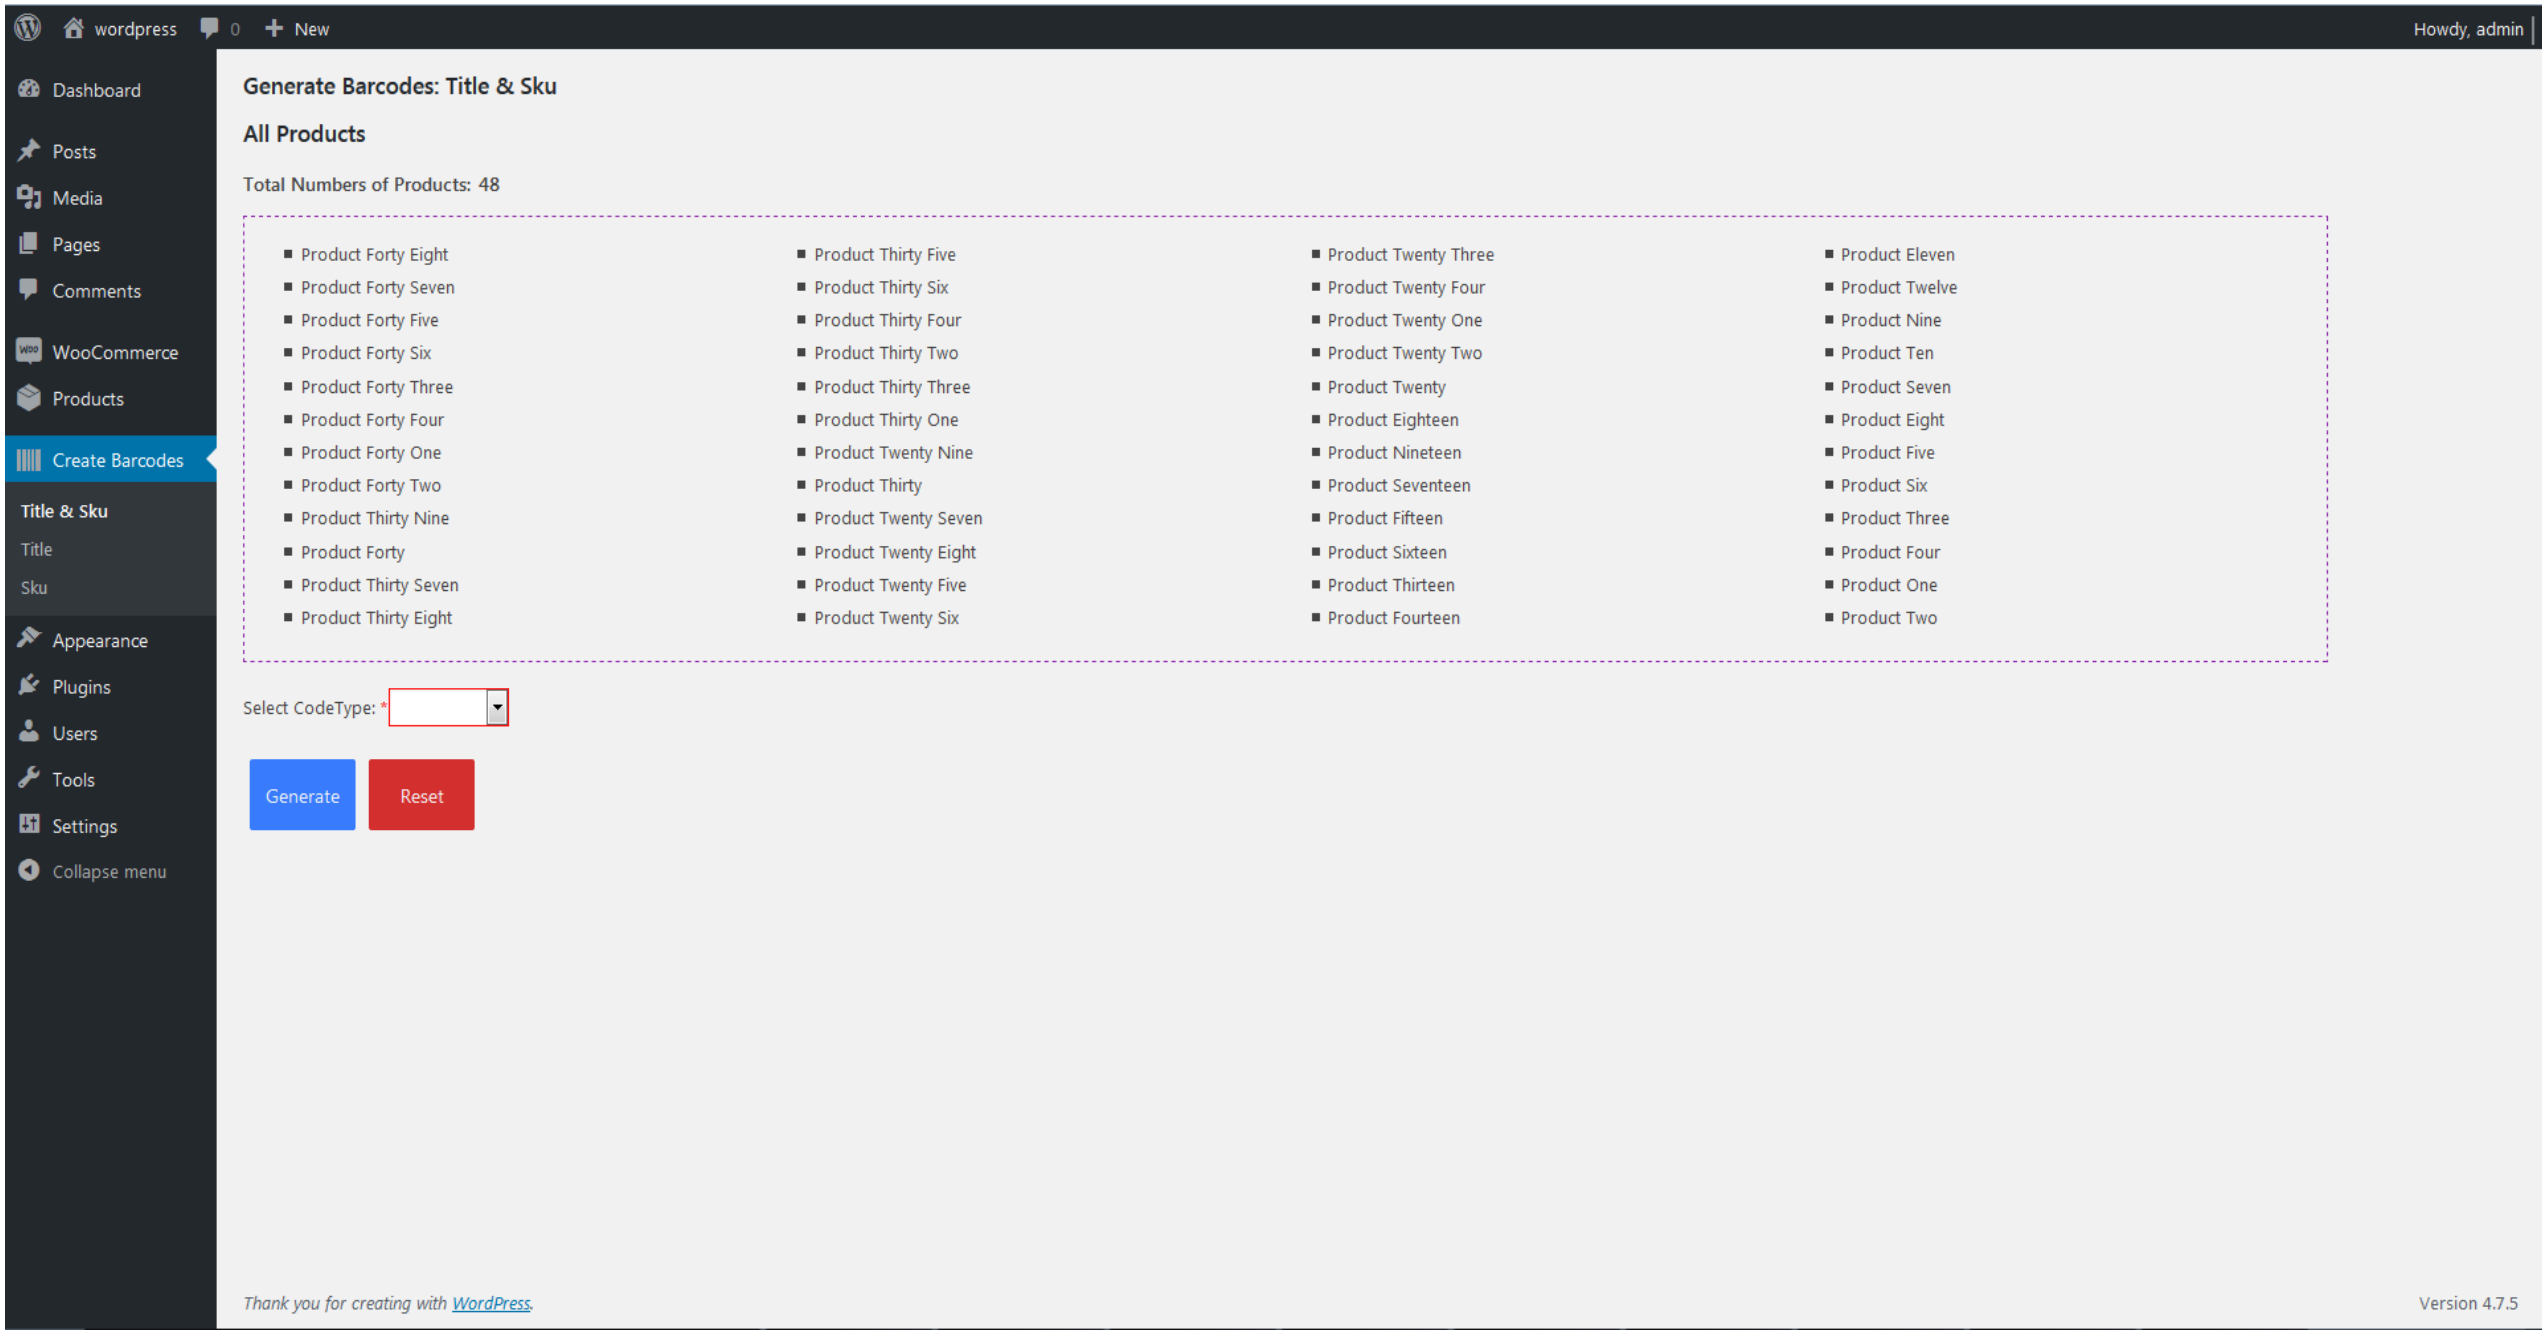 wordpress 0 New Howdy, admin
Dashboard
Posts
Media
Pages
Comments
Woo WooCommerce
Products
Create Barcodes
Title & Sku
Title
Sku
Appearance
Plugins
Users
Tools
Settings
Collapse menu
Generate Barcodes: Title & Sku
All Products
Total Numbers of Products: 48
Product Forty Eight
Product Forty Seven
Product Forty Five
Product Forty Six
Product Forty Three
Product Forty Four
Product Forty One
Product Forty Two
Product Thirty Nine
Product Forty
Product Thirty Seven
Product Thirty Eight
Product Thirty Five
Product Thirty Six
Product Thirty Four
Product Thirty Two
Product Thirty Three
Product Thirty One
Product Twenty Nine
Product Thirty
Product Twenty Seven
Product Twenty Eight
Product Twenty Five
Product Twenty Six
Product Twenty Three
Product Twenty Four
Product Twenty One
Product Twenty Two
Product Twenty
Product Eighteen
Product Nineteen
Product Seventeen
Product Fifteen
Product Sixteen
Product Thirteen
Product Fourteen
Product Eleven
Product Twelve
Product Nine
Product Ten
Product Seven
Product Eight
Product Five
Product Six
Product Three
Product Four
Product One
Product Two
Select CodeType: *
Generate Reset
Thank you for creating with WordPress. Version 4.7.5